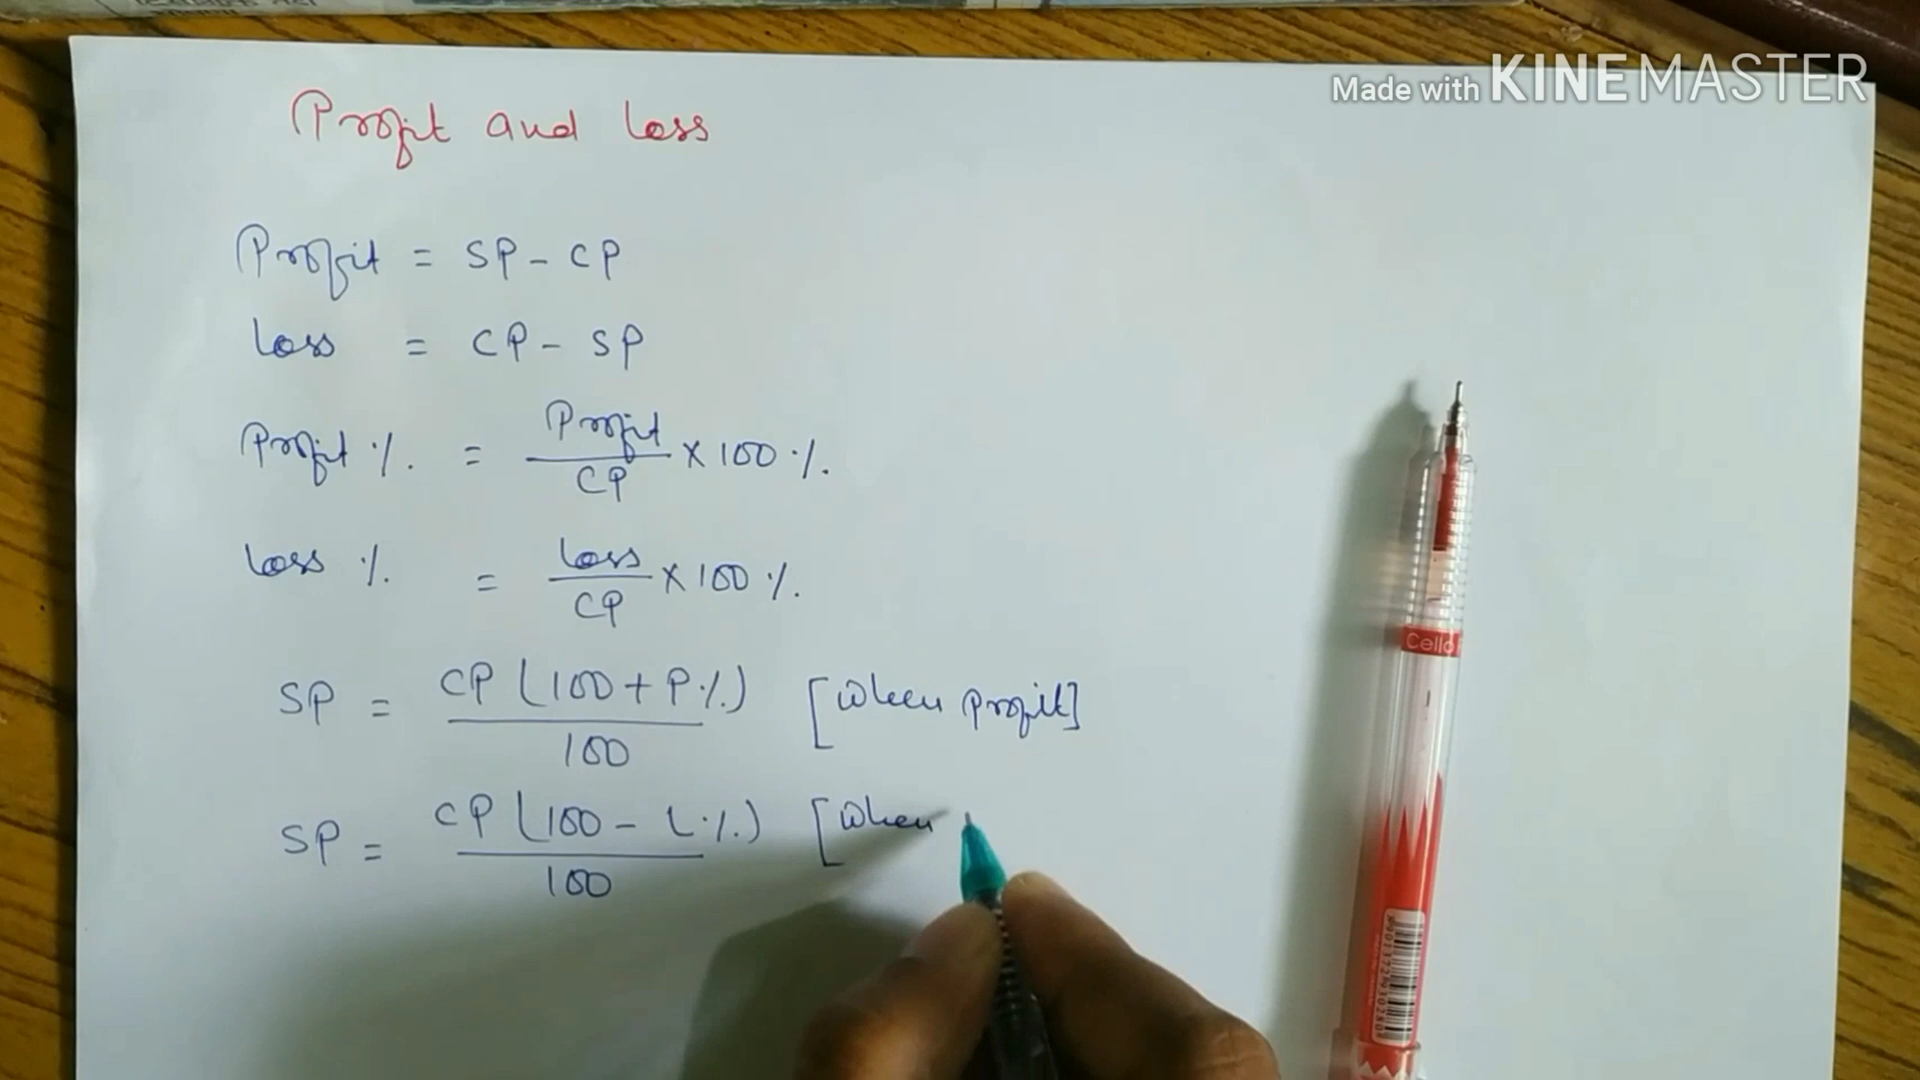 Made with KINEMASTER
Profit and loss
Profit = SP - CP
loss = CP - SP
Profit % = Profit / CP × 100 %
loss % = loss / CP × 100 %
SP = CP (100 + P%) / 100 [when profit]
SP = CP (100 - L%) / 100 [when
Cello